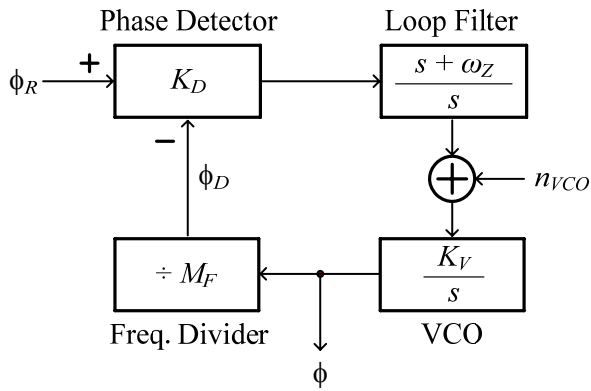 Phase Detector
Loop Filter
ϕR
+
KD
s + ωZ
s
−
ϕD
+
nVCO
÷ MF
KV
s
Freq. Divider
VCO
ϕ